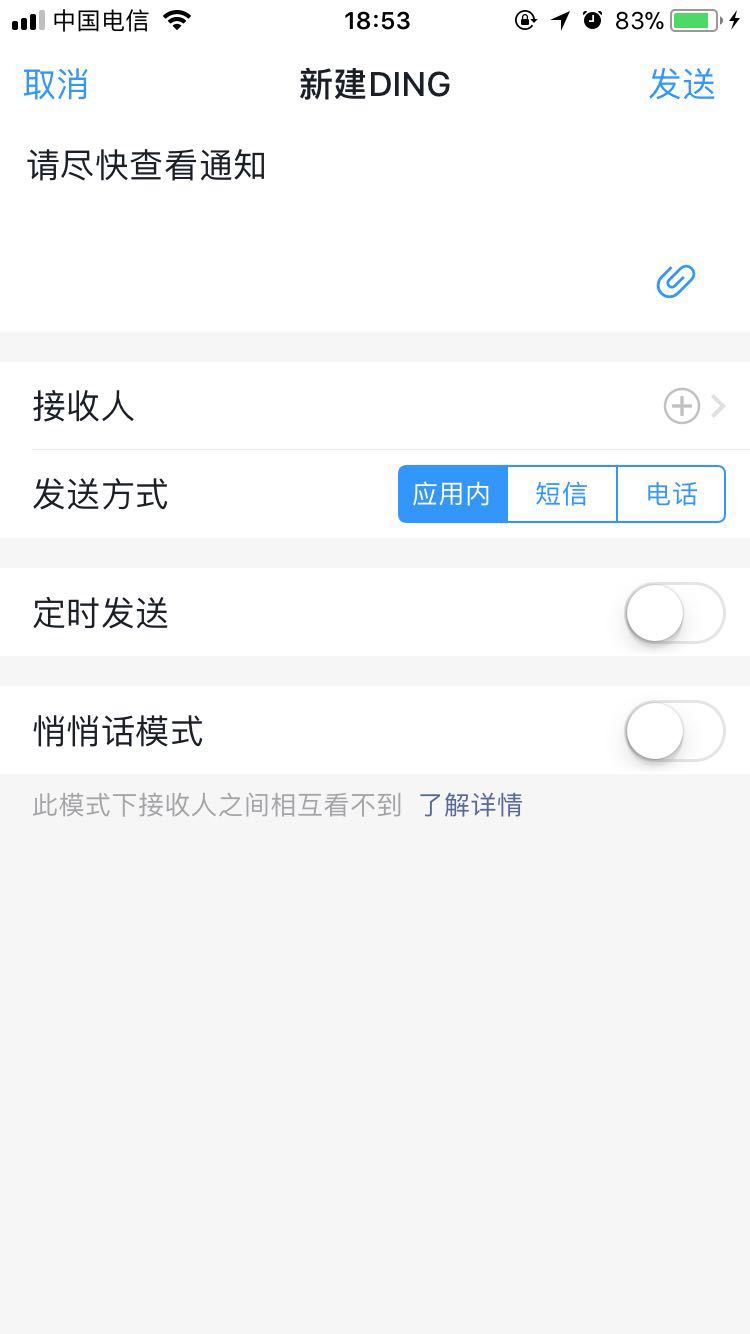 中国电信 18:53 83%
取消 新建DING 发送
请尽快查看通知
接收人
发送方式 应用内 短信 电话
定时发送
悄悄话模式
此模式下接收人之间相互看不到 了解详情